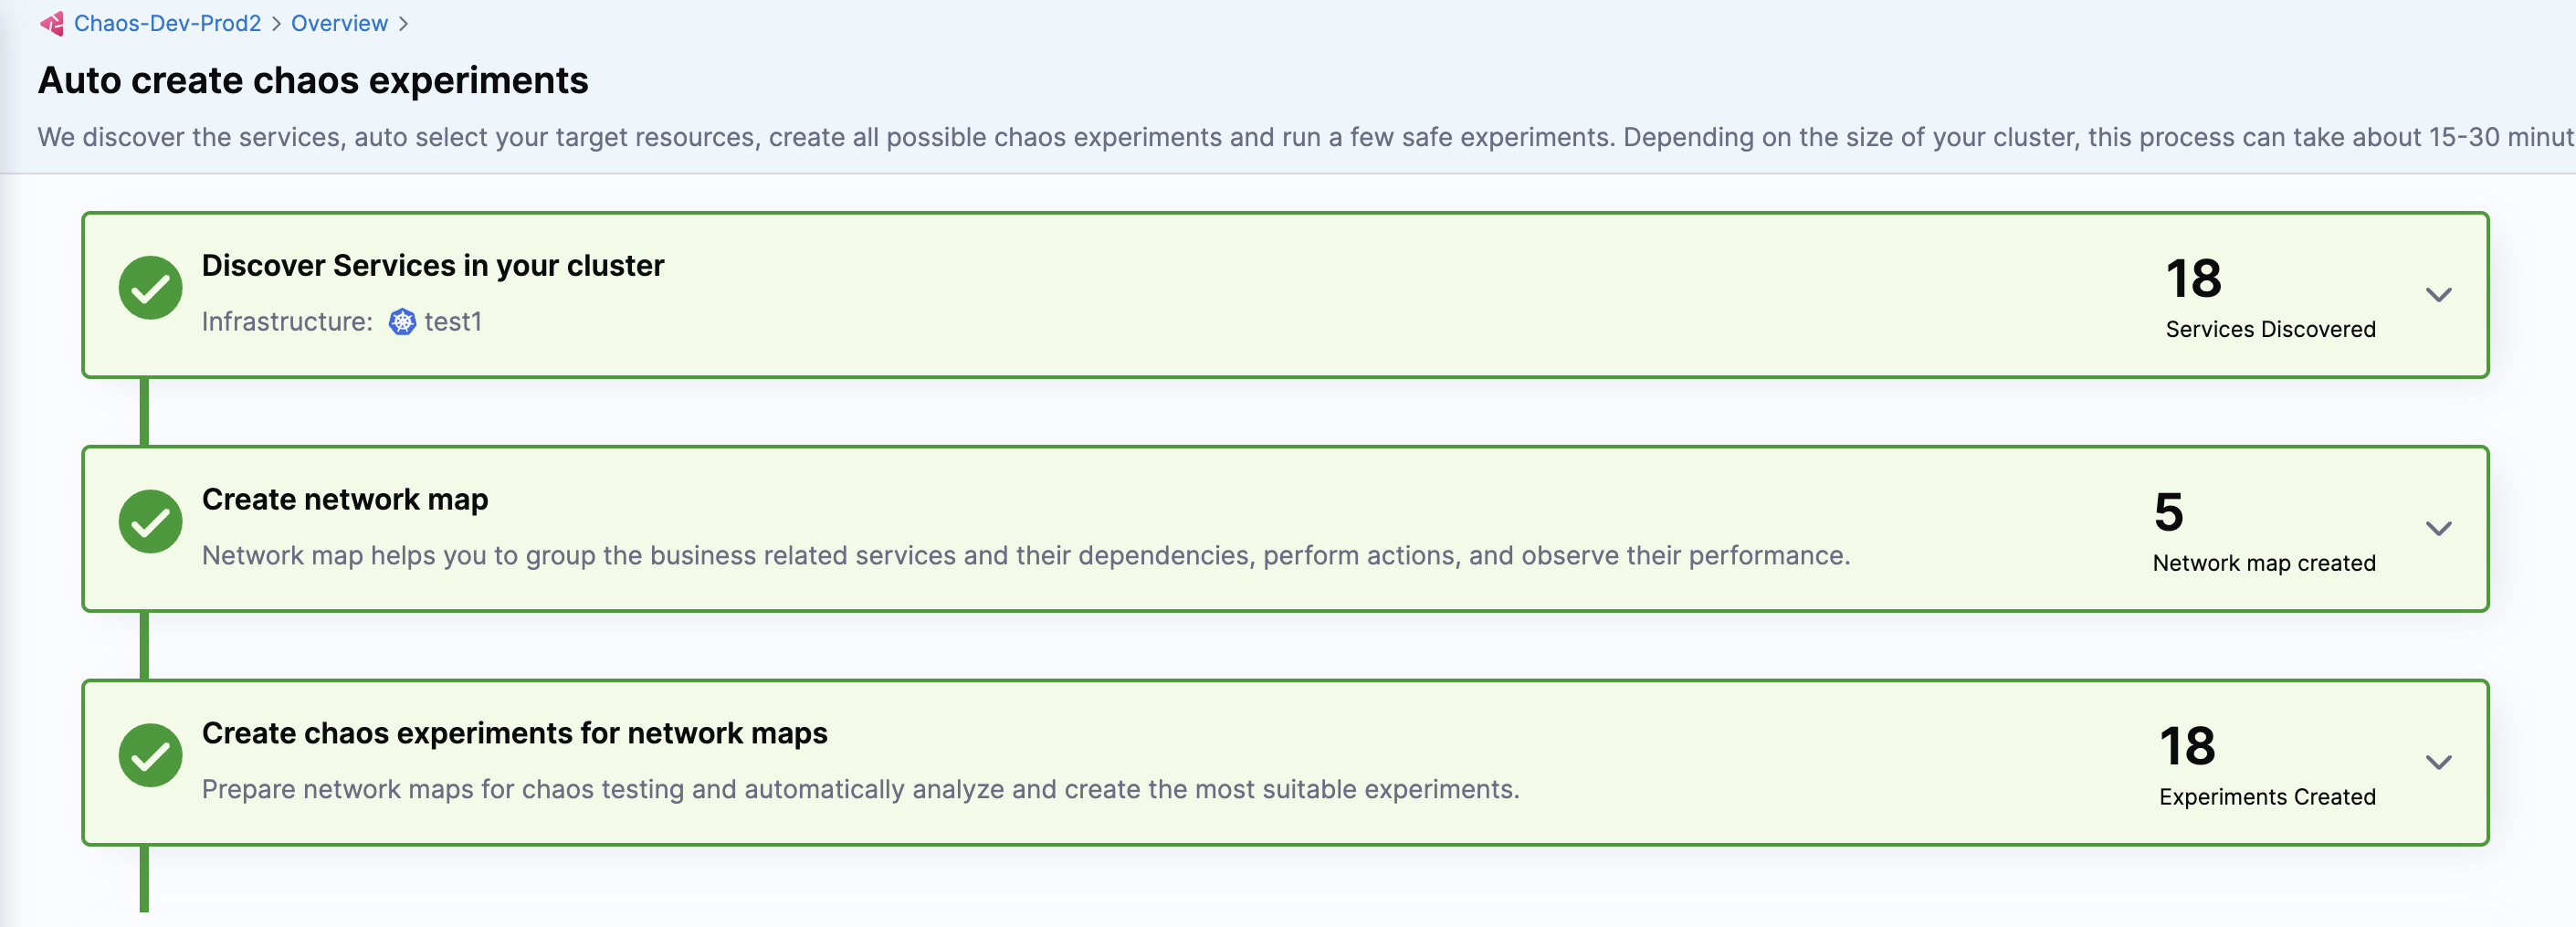 Chaos-Dev-Prod2 > Overview >
Auto create chaos experiments
We discover the services, auto select your target resources, create all possible chaos experiments and run a few safe experiments. Depending on the size of your cluster, this process can take about 15-30 minut
Discover Services in your cluster
Infrastructure: test1
18
Services Discovered
Create network map
Network map helps you to group the business related services and their dependencies, perform actions, and observe their performance.
5
Network map created
Create chaos experiments for network maps
Prepare network maps for chaos testing and automatically analyze and create the most suitable experiments.
18
Experiments Created